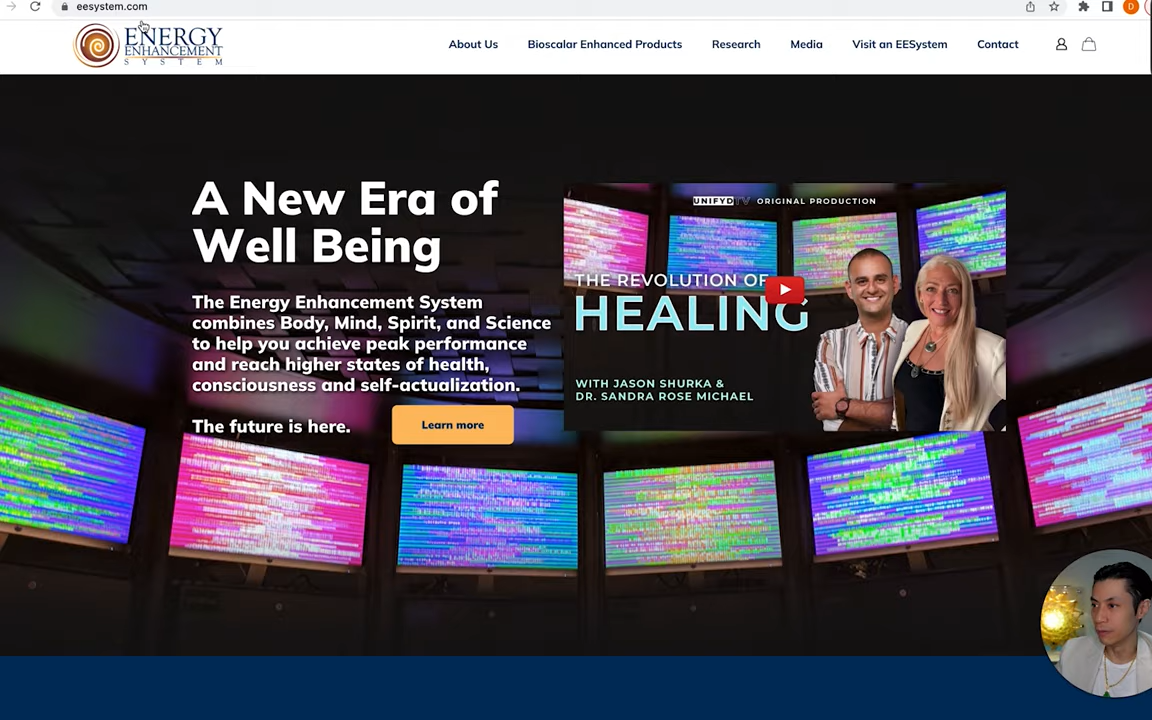 eesystem.com
D
ENERGY
ENHANCEMENT
SYSTEM
About Us
Bioscalar Enhanced Products
Research
Media
Visit an EESystem
Contact
A New Era of
Well Being
The Energy Enhancement System
combines Body, Mind, Spirit, and Science
to help you achieve peak performance
and reach higher states of health,
consciousness and self-actualization.
The future is here.
Learn more
UNIFYDTV ORIGINAL PRODUCTION
THE REVOLUTION OF
HEALING
WITH JASON SHURKA &
DR. SANDRA ROSE MICHAEL